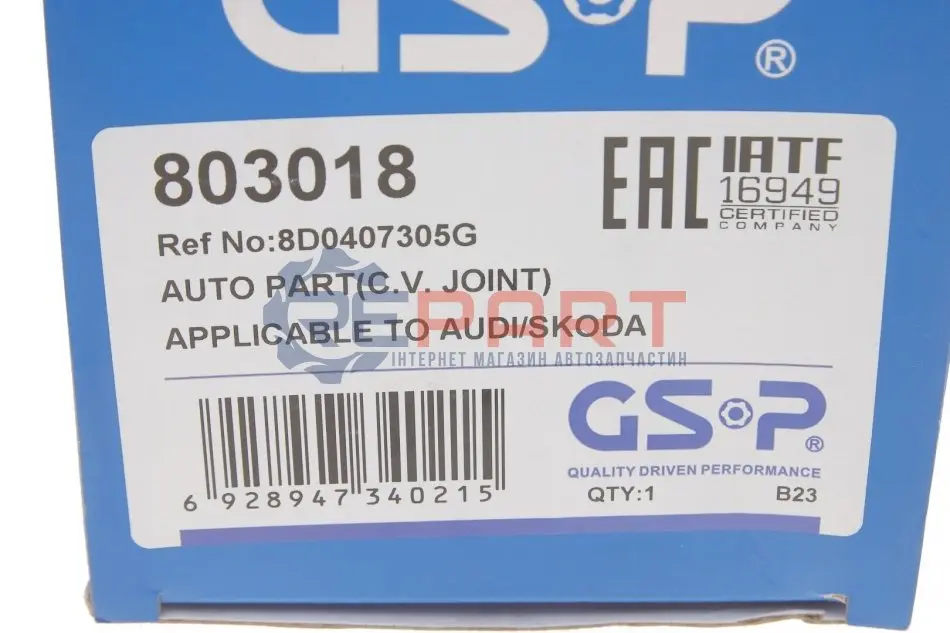 GSP®
803018
Ref No:8D0407305G
AUTO PART(C.V. JOINT)
APPLICABLE TO AUDI/SKODA
EAC
IATF
16949
CERTIFIED
COMPANY
REPART
ІНТЕРНЕТ МАГАЗИН АВТОЗАПЧАСТИН
6 928947 340215
GSP®
QUALITY DRIVEN PERFORMANCE
QTY:1 B23